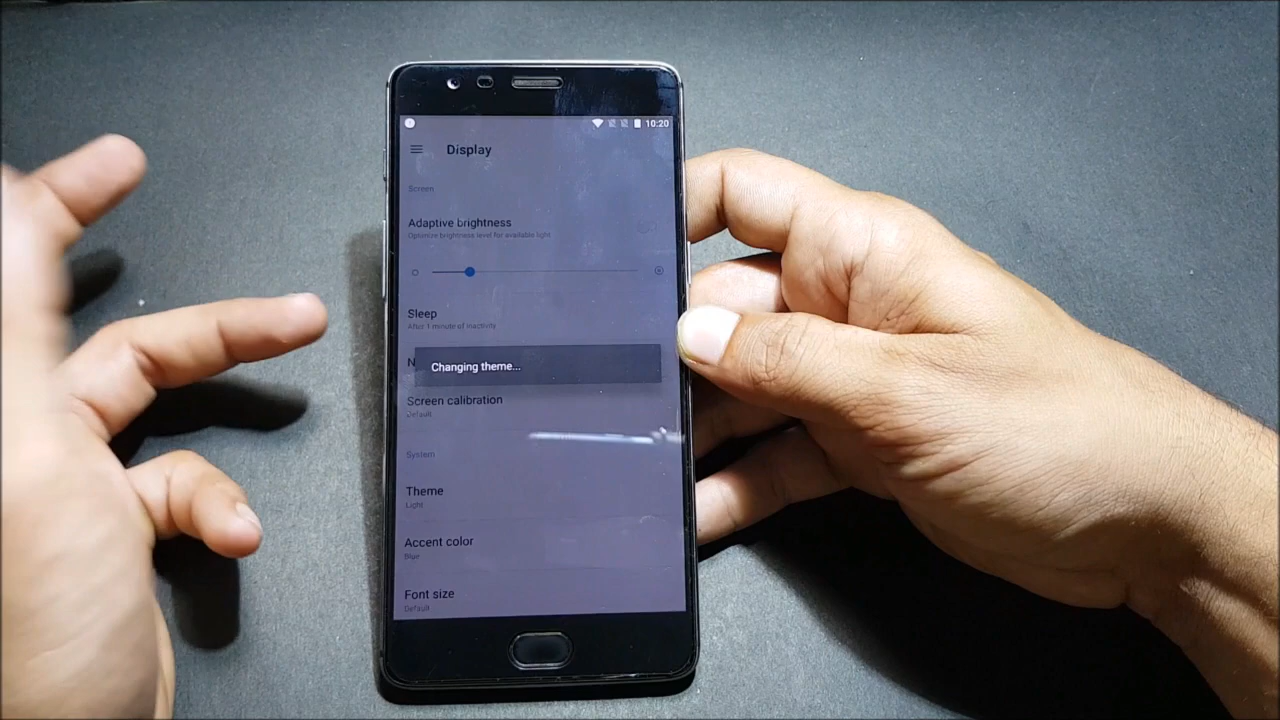 10:20
Display
Screen
Adaptive brightness
Optimize brightness level for available light
Sleep
After 1 minute of inactivity
N
Changing theme...
Screen calibration
Default
System
Theme
Light
Accent color
Blue
Font size
Default